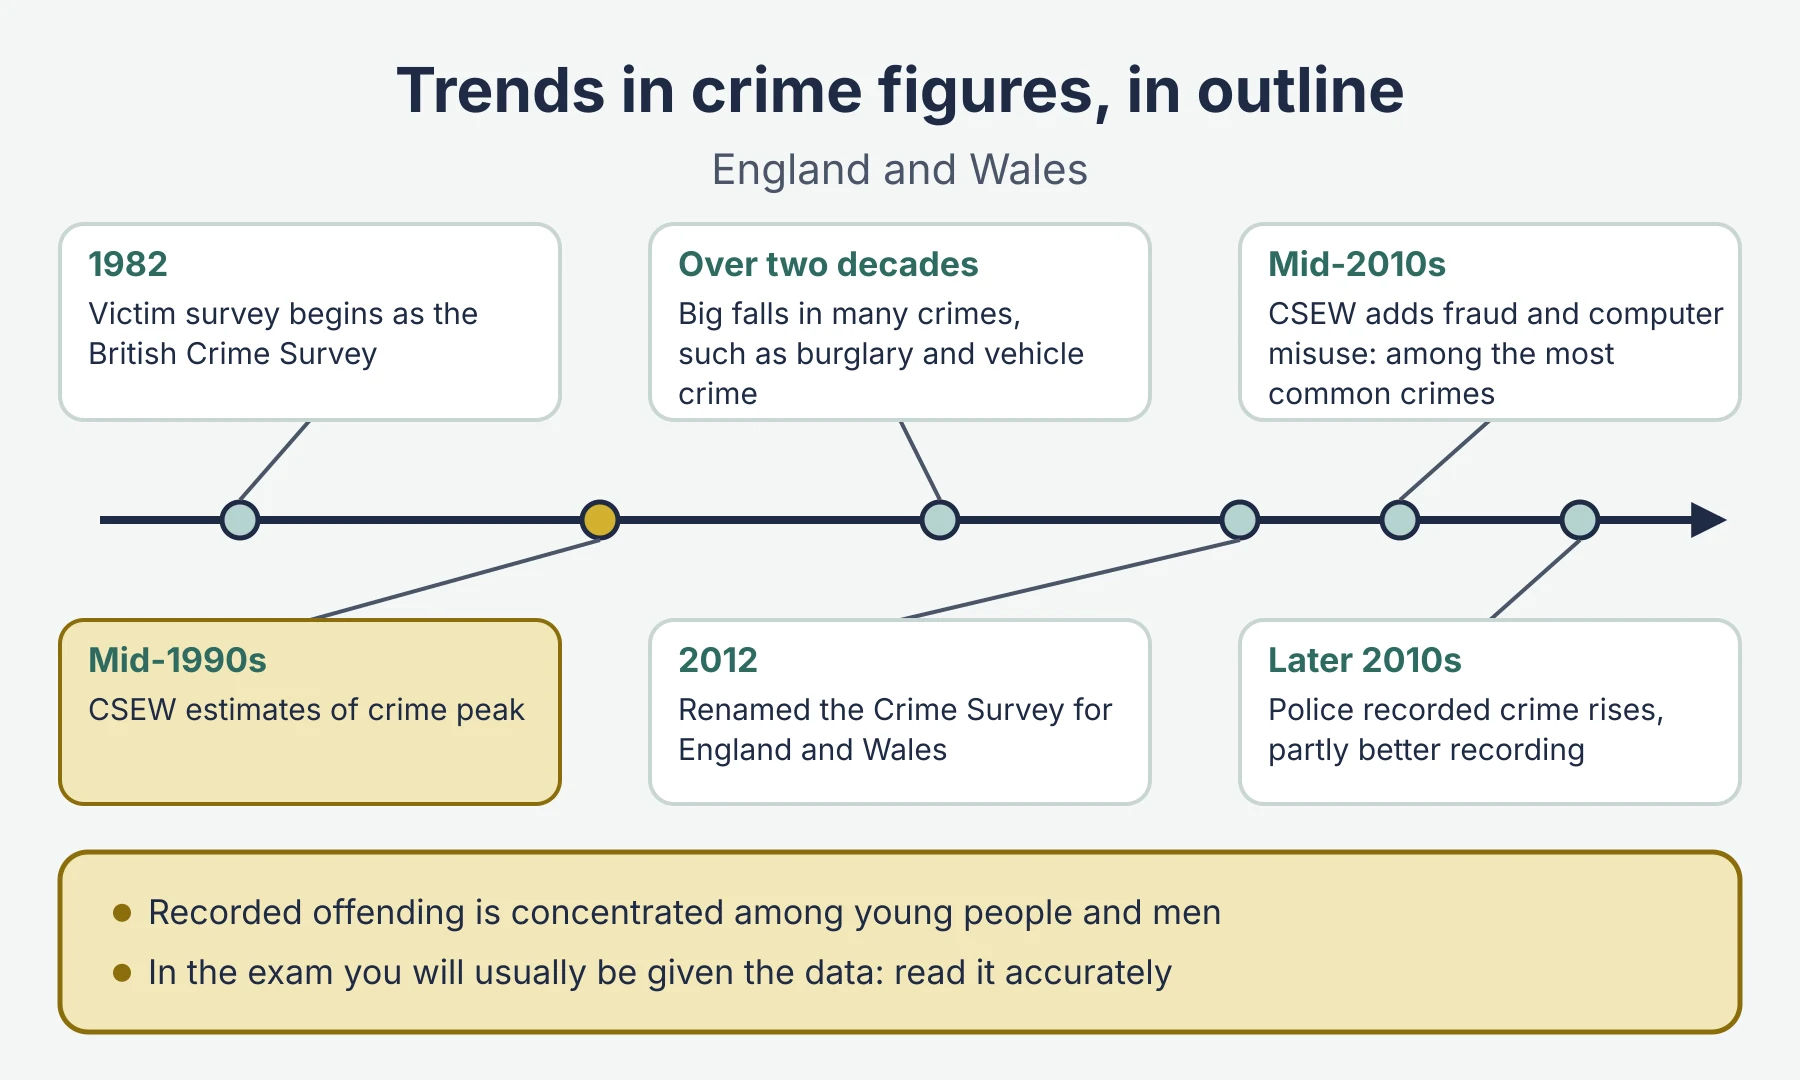 Trends in crime figures, in outline
England and Wales
1982
Victim survey begins as the
British Crime Survey
Over two decades
Big falls in many crimes,
such as burglary and vehicle
crime
Mid-2010s
CSEW adds fraud and computer
misuse: among the most
common crimes
Mid-1990s
CSEW estimates of crime peak
2012
Renamed the Crime Survey for
England and Wales
Later 2010s
Police recorded crime rises,
partly better recording
Recorded offending is concentrated among young people and men
In the exam you will usually be given the data: read it accurately